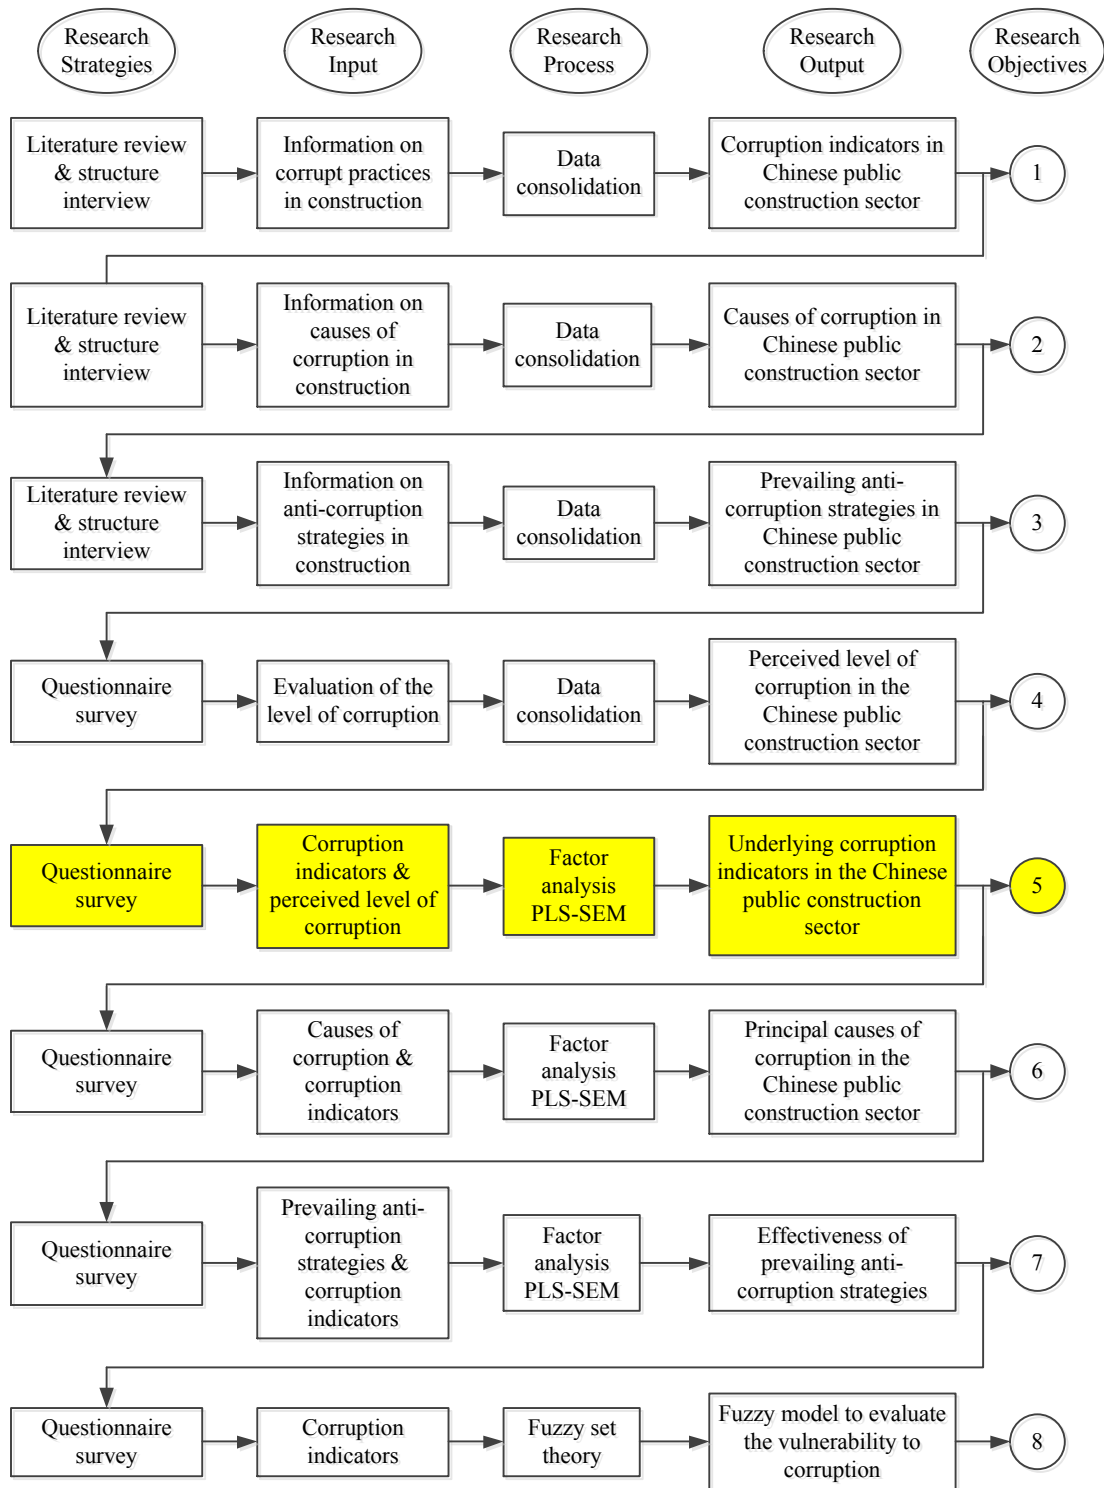 Research
Strategies
Research
Input
Research
Process
Research
Output
Research
Objectives
Literature review
& structure
interview
Information on
corrupt practices
in construction
Data
consolidation
Corruption indicators in
Chinese public
construction sector
1
Literature review
& structure
interview
Information on
causes of
corruption in
construction
Data
consolidation
Causes of corruption in
Chinese public
construction sector
2
Literature review
& structure
interview
Information on
anti-corruption
strategies in
construction
Data
consolidation
Prevailing anti-
corruption strategies in
Chinese public
construction sector
3
Questionnaire
survey
Evaluation of the
level of corruption
Data
consolidation
Perceived level of
corruption in the
Chinese public
construction sector
4
Questionnaire
survey
Corruption
indicators &
perceived level of
corruption
Factor
analysis
PLS-SEM
Underlying corruption
indicators in the Chinese
public construction
sector
5
Questionnaire
survey
Causes of
corruption &
corruption
indicators
Factor
analysis
PLS-SEM
Principal causes of
corruption in the
Chinese public
construction sector
6
Questionnaire
survey
Prevailing anti-
corruption
strategies &
corruption
indicators
Factor
analysis
PLS-SEM
Effectiveness of
prevailing anti-
corruption strategies
7
Questionnaire
survey
Corruption
indicators
Fuzzy set
theory
Fuzzy model to evaluate
the vulnerability to
corruption
8